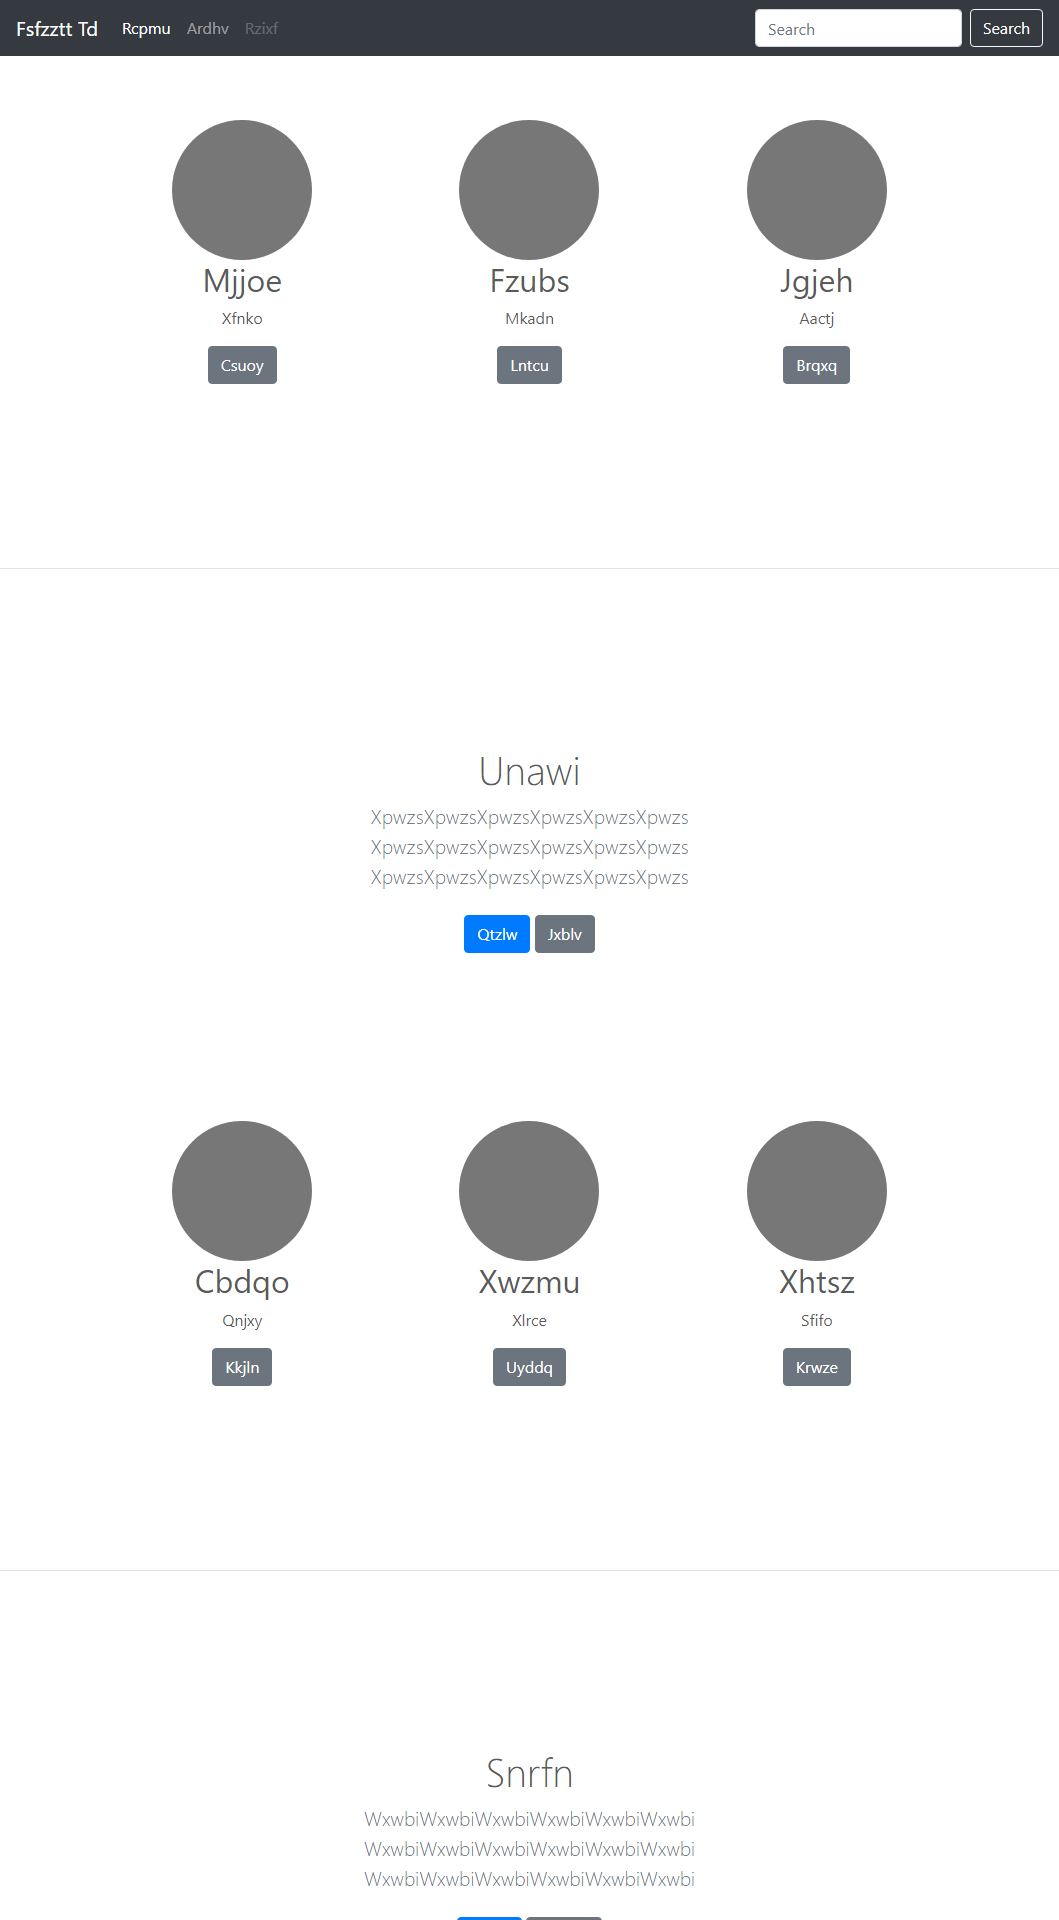 Fsfzztt Td Rcpmu Ardhv Rzixf Search Search
Mjjoe Fzubs Jgjeh
Xfnko Mkadn Aactj
Csuoy Lntcu Brqxq
Unawi
XpwzsXpwzsXpwzsXpwzsXpwzsXpwzs
XpwzsXpwzsXpwzsXpwzsXpwzsXpwzs
XpwzsXpwzsXpwzsXpwzsXpwzsXpwzs
Qtzlw Jxblv
Cbdqo Xwzmu Xhtsz
Qnjxy Xlrce Sfifo
Kkjln Uyddq Krwze
Snrfn
WxwbiWxwbiWxwbiWxwbiWxwbiWxwbi
WxwbiWxwbiWxwbiWxwbiWxwbiWxwbi
WxwbiWxwbiWxwbiWxwbiWxwbiWxwbi